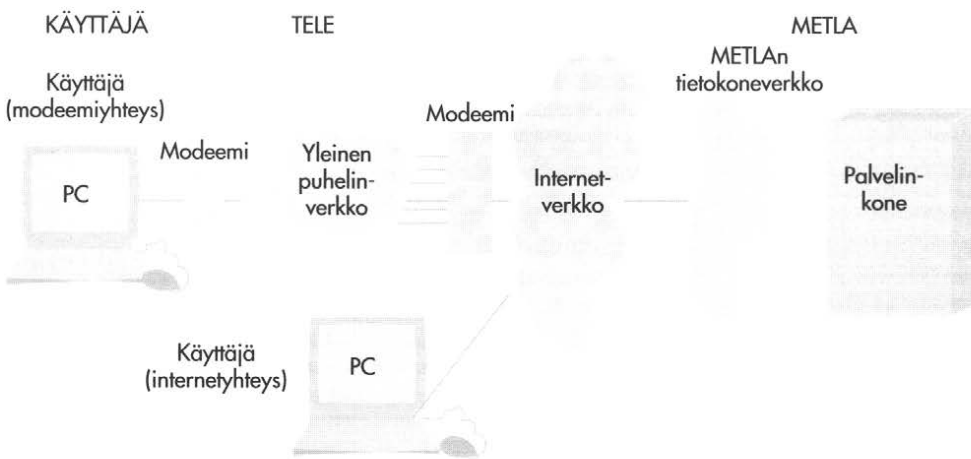 KÄYTTÄJÄ
TELE
METLA
Käyttäjä
(modeemiyhteys)
PC
Modeemi
Yleinen
puhelin-
verkko
Modeemi
Internet-
verkko
METLAn
tietokoneverkko
Palvelin-
kone
Käyttäjä
(internetyhteys)
PC